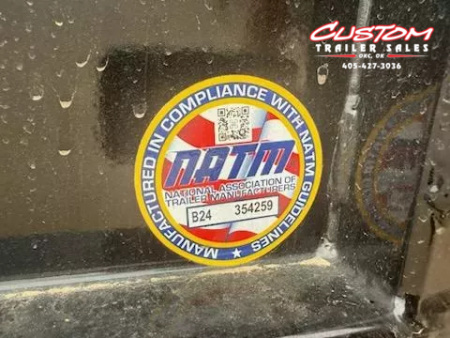 CUSTOM
TRAILER SALES
OKC, OK
405-427-3036
MANUFACTURED IN COMPLIANCE WITH NATM GUIDELINES
NATM
NATIONAL ASSOCIATION OF
TRAILER MANUFACTURERS
B24 354259